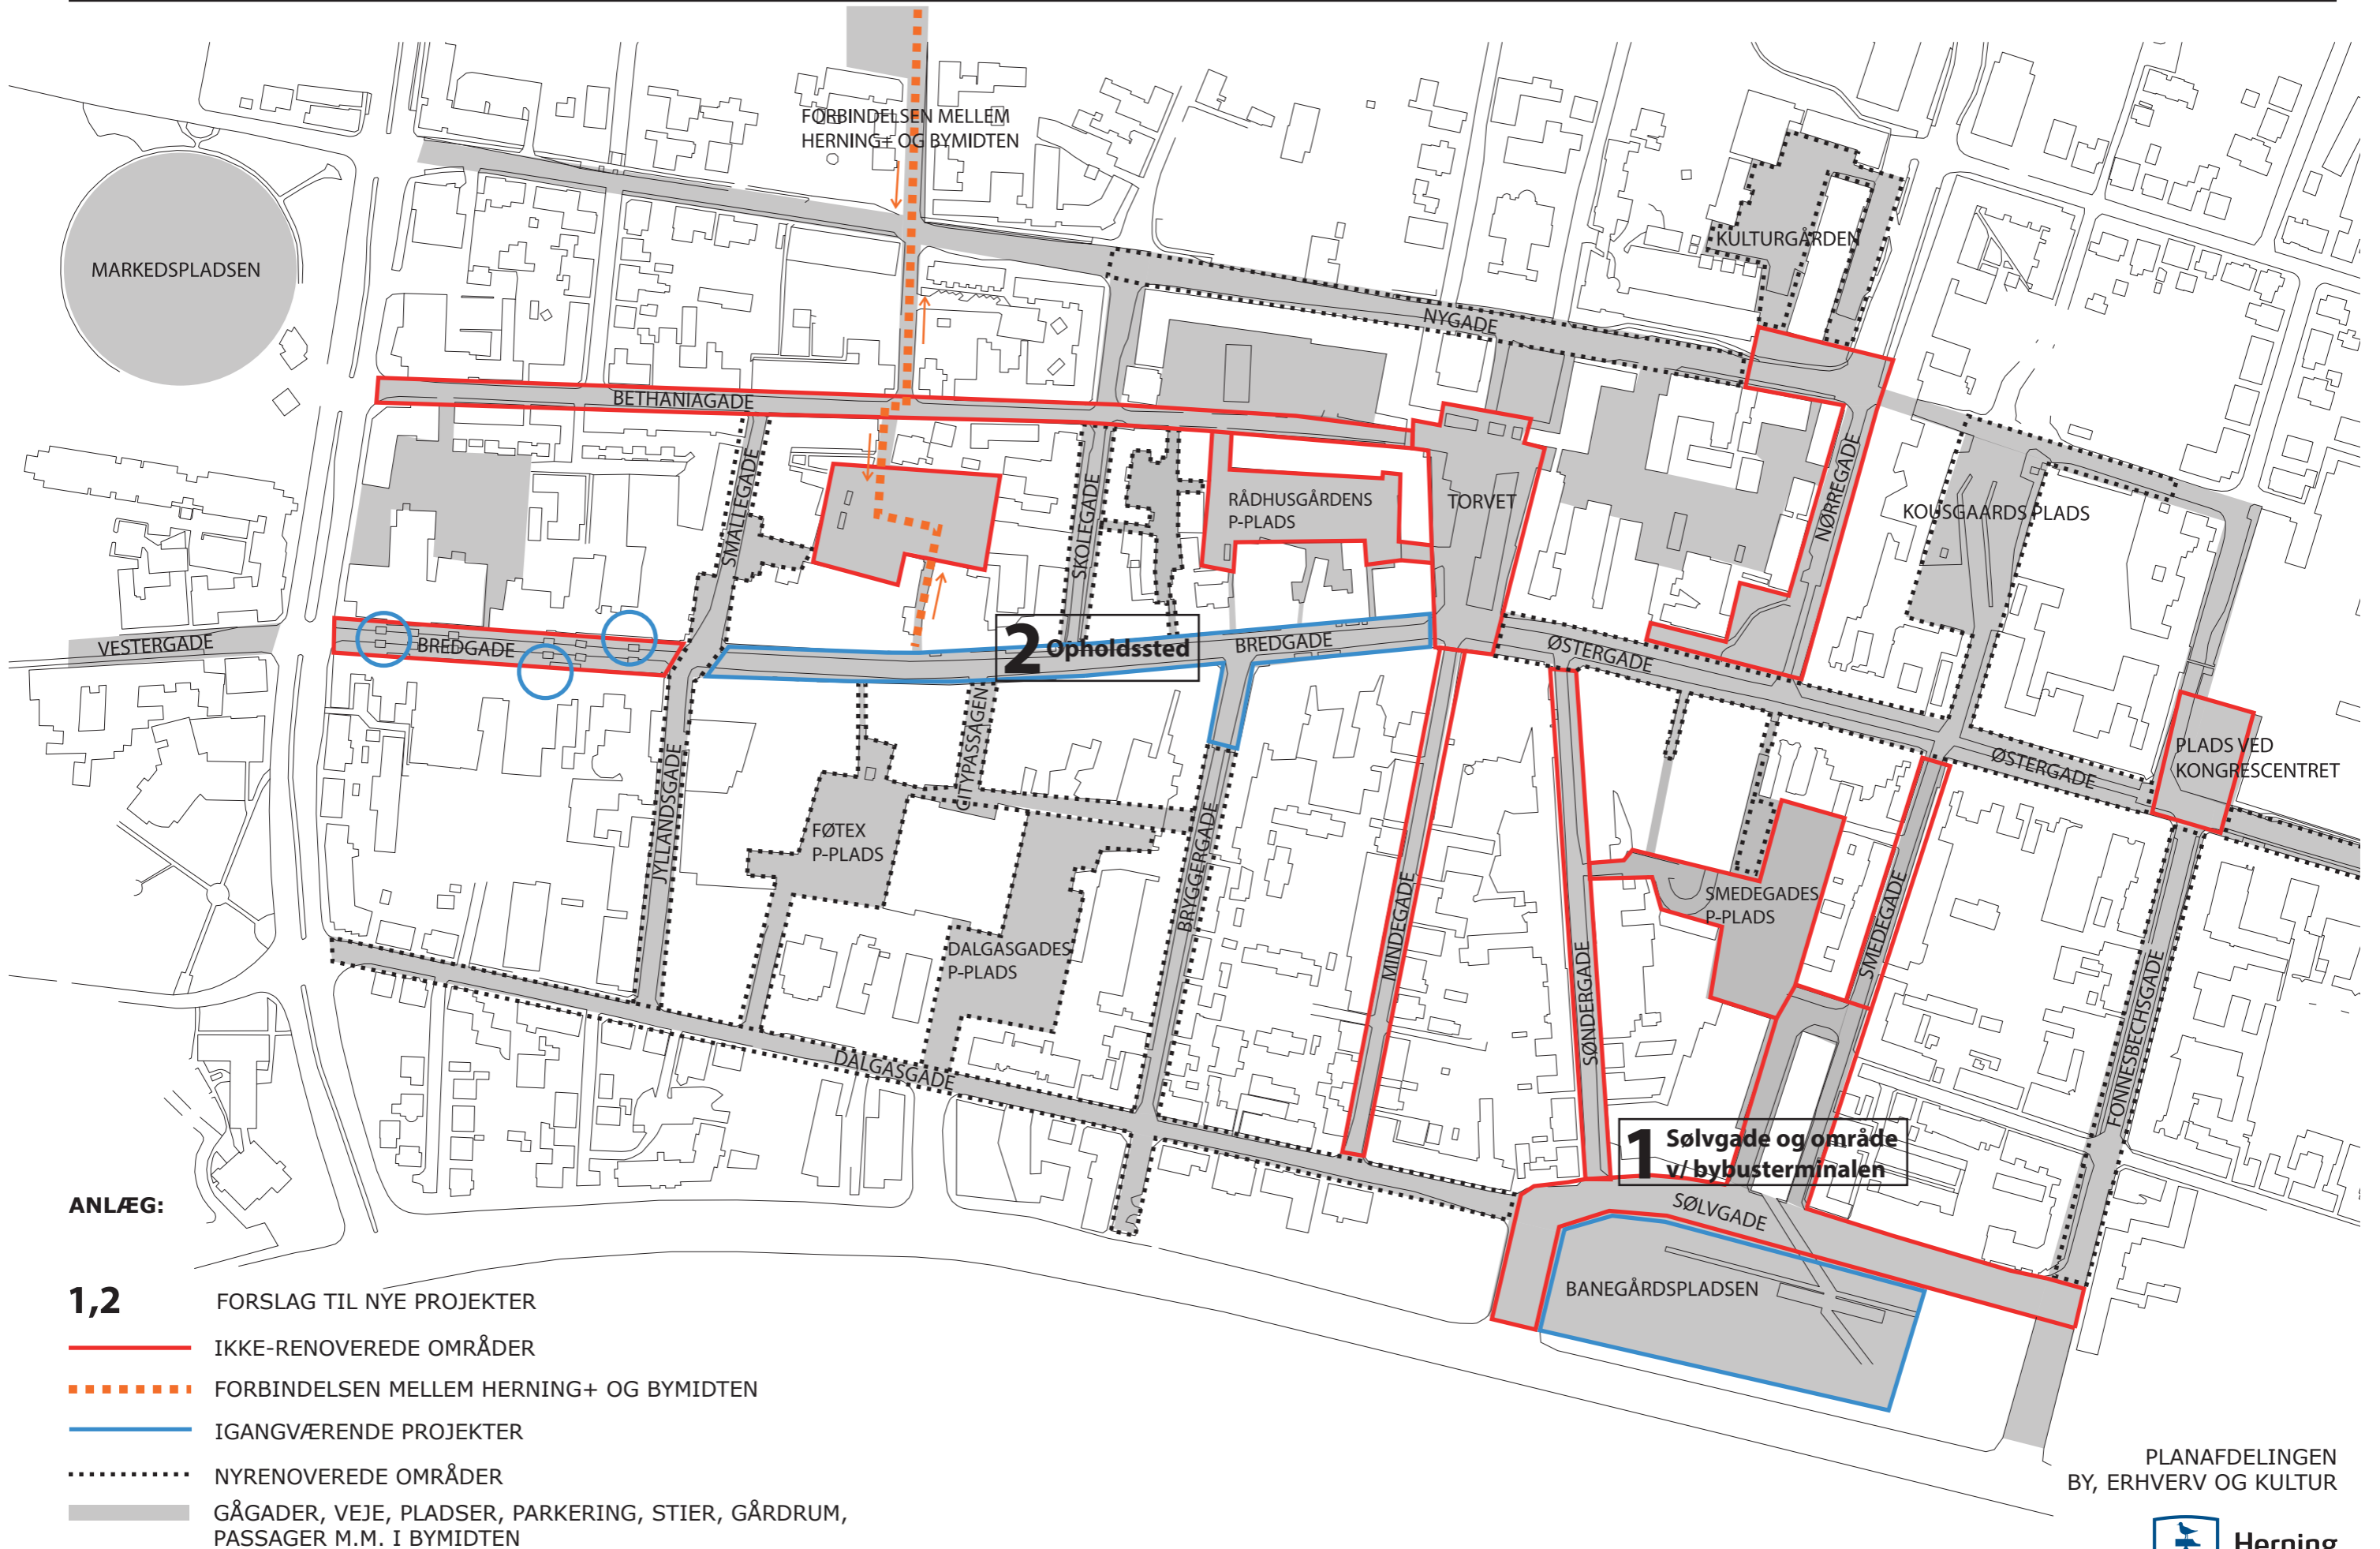 FORBINDELSEN MELLEM
HERNING+ OG BYMIDTEN
MARKEDSPLADSEN
KULTURGÅRDEN
NYGADE
BETHANIAGADE
SMALLEGADE
SKOLEGADE
RÅDHUSGÅRDENS
P-PLADS
TORVET
NØRREGADE
KOUSGAARDS PLADS
VESTERGADE
BREDGADE
2 Opholdssted
BREDGADE
ØSTERGADE
ØSTERGADE
PLADS VED
KONGRESCENTRET
JYLLANDSGADE
CITYPASSAGEN
FØTEX
P-PLADS
BRYGGERGADE
DALGASGADES
P-PLADS
MINDEGADE
SØNDERGADE
SMEDEGADES
P-PLADS
SMEDEGADE
FONNESBECHSGADE
DALGASGADE
1 Sølvgade og område
v/ bybusterminalen
SØLVGADE
BANEGÅRDSPLADSEN
ANLÆG:
1,2 FORSLAG TIL NYE PROJEKTER
IKKE-RENOVEREDE OMRÅDER
FORBINDELSEN MELLEM HERNING+ OG BYMIDTEN
IGANGVÆRENDE PROJEKTER
NYRENOVEREDE OMRÅDER
GÅGADER, VEJE, PLADSER, PARKERING, STIER, GÅRDRUM,
PASSAGER M.M. I BYMIDTEN
PLANAFDELINGEN
BY, ERHVERV OG KULTUR
Herning